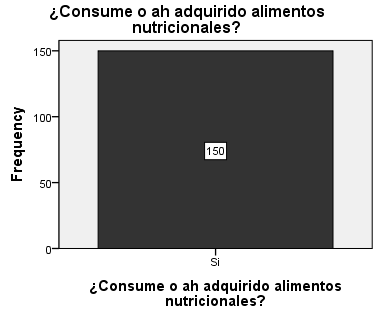 ¿Consume o ah adquirido alimentos
nutricionales?
150
100
50
0
Frequency
150
Si
¿Consume o ah adquirido alimentos
nutricionales?